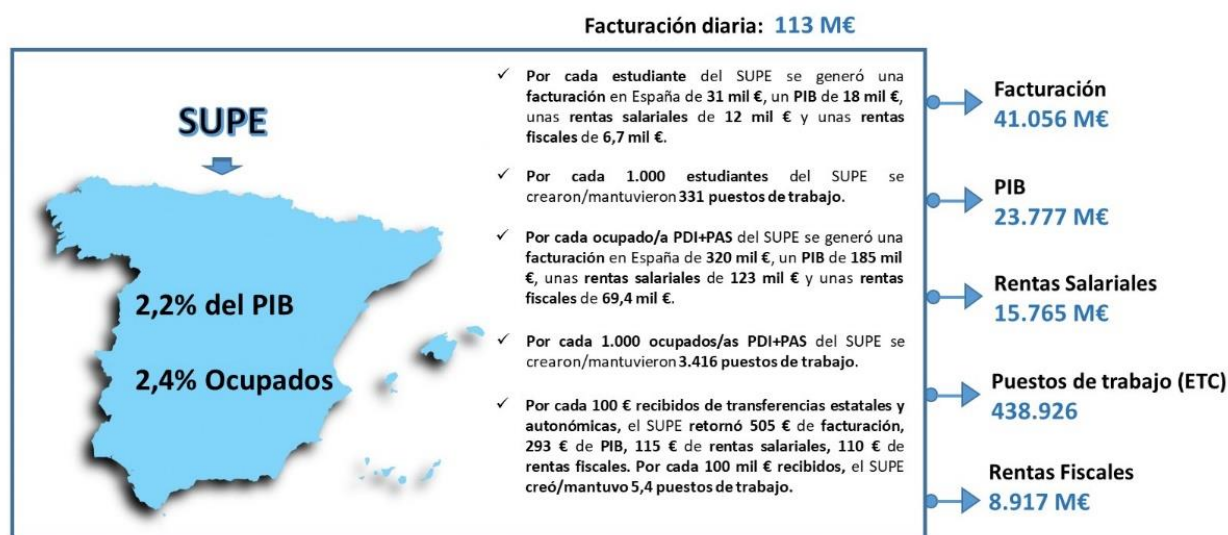 Facturación diaria: 113 M€
SUPE
2,2% del PIB
2,4% Ocupados
✓ Por cada estudiante del SUPE se generó una
facturación en España de 31 mil €, un PIB de 18 mil €,
unas rentas salariales de 12 mil € y unas rentas
fiscales de 6,7 mil €.
✓ Por cada 1.000 estudiantes del SUPE se
crearon/mantuvieron 331 puestos de trabajo.
✓ Por cada ocupado/a PDI+PAS del SUPE se generó una
facturación en España de 320 mil €, un PIB de 185 mil
€, unas rentas salariales de 123 mil € y unas rentas
fiscales de 69,4 mil €.
✓ Por cada 1.000 ocupados/as PDI+PAS del SUPE se
crearon/mantuvieron 3.416 puestos de trabajo.
✓ Por cada 100 € recibidos de transferencias estatales y
autonómicas, el SUPE retornó 505 € de facturación,
293 € de PIB, 115 € de rentas salariales, 110 € de
rentas fiscales. Por cada 100 mil € recibidos, el SUPE
creó/mantuvo 5,4 puestos de trabajo.
Facturación
41.056 M€
PIB
23.777 M€
Rentas Salariales
15.765 M€
Puestos de trabajo (ETC)
438.926
Rentas Fiscales
8.917 M€